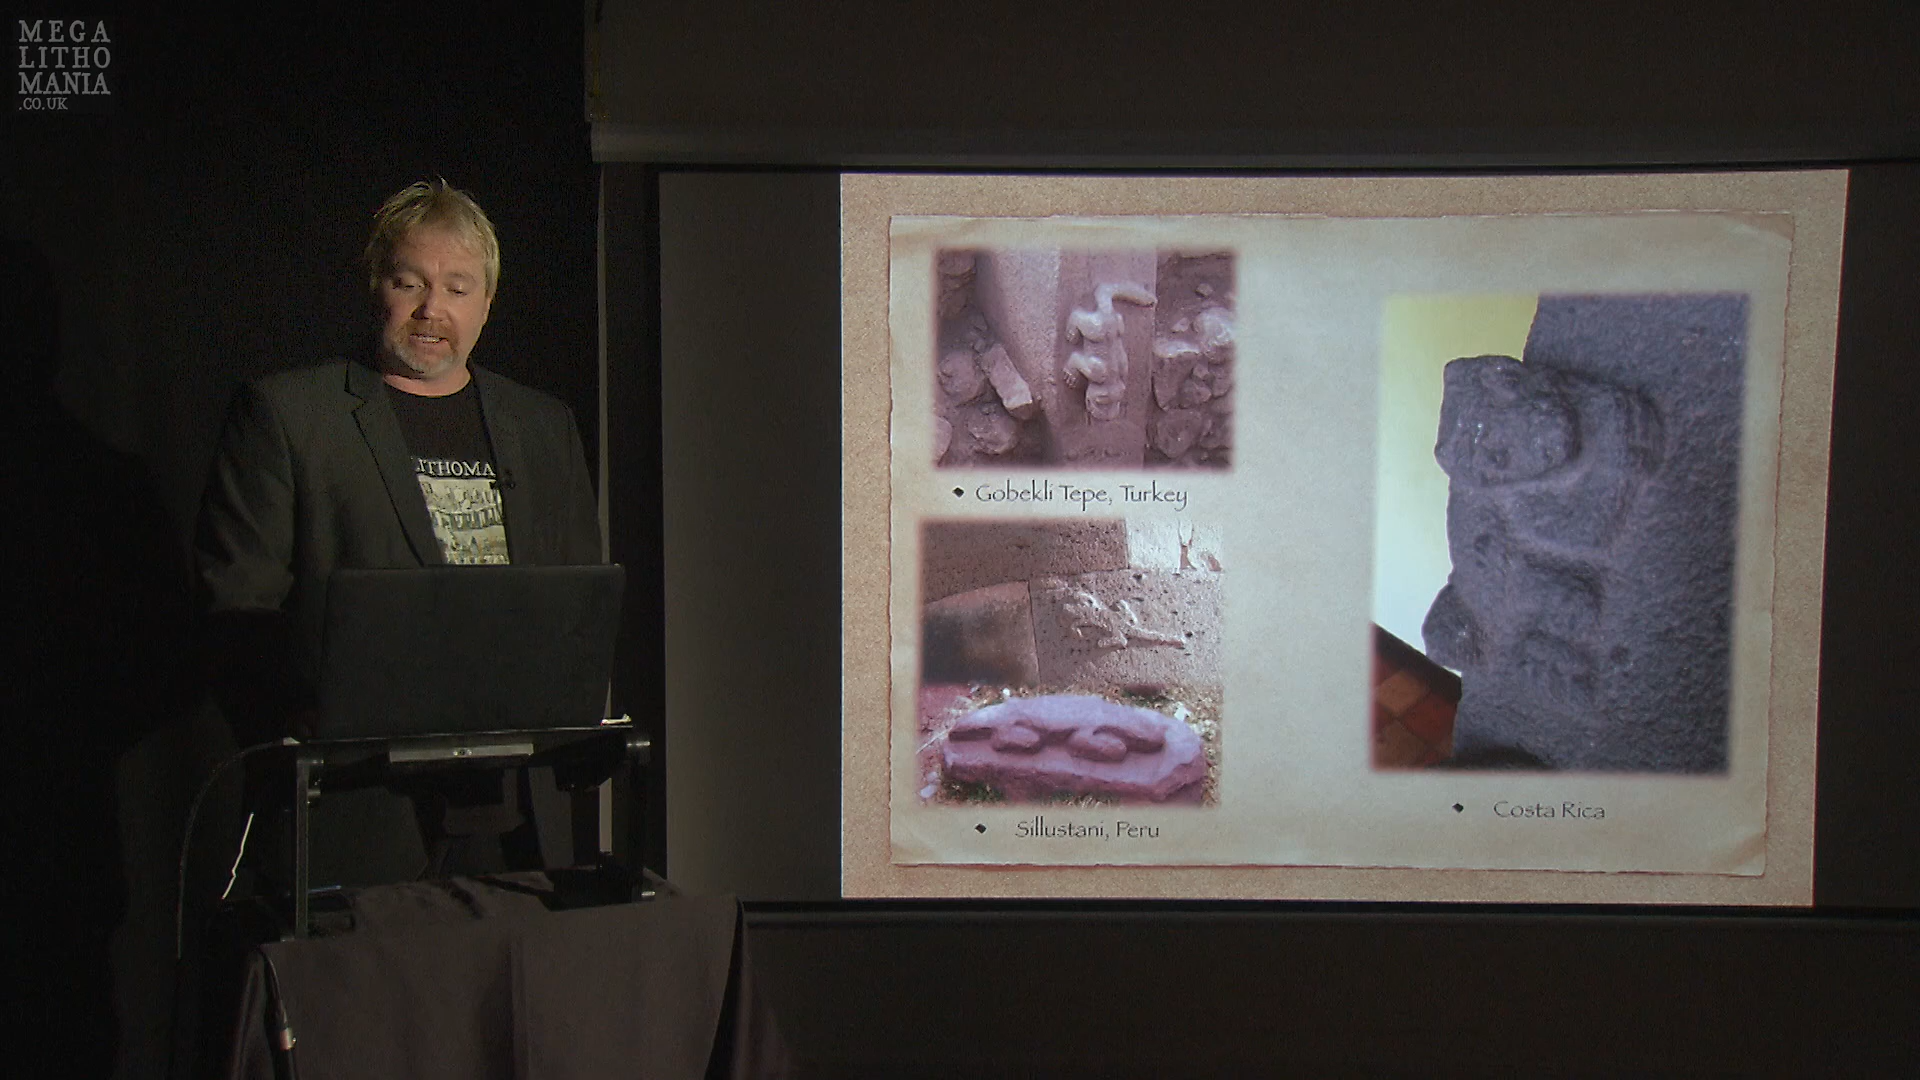 MEGA
LITHO
MANIA
.CO.UK
LITHOMA
◆ Gobekli Tepe, Turkey
◆ Sillustani, Peru
◆ Costa Rica